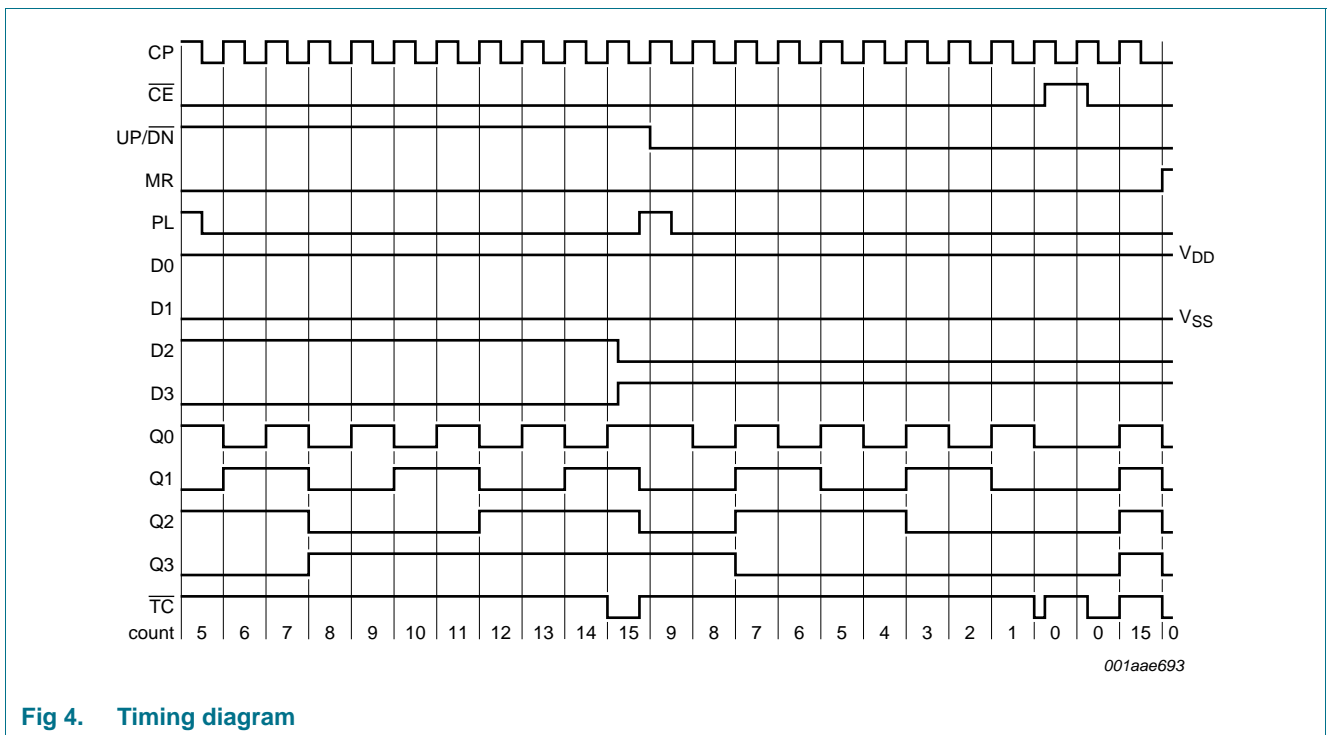 CP
CE
UP/DN
MR
PL
D0
VDD
D1
VSS
D2
D3
Q0
Q1
Q2
Q3
TC
count 5 6 7 8 9 10 11 12 13 14 15 9 8 7 6 5 4 3 2 1 0 0 15 0
001aae693
Fig 4. Timing diagram